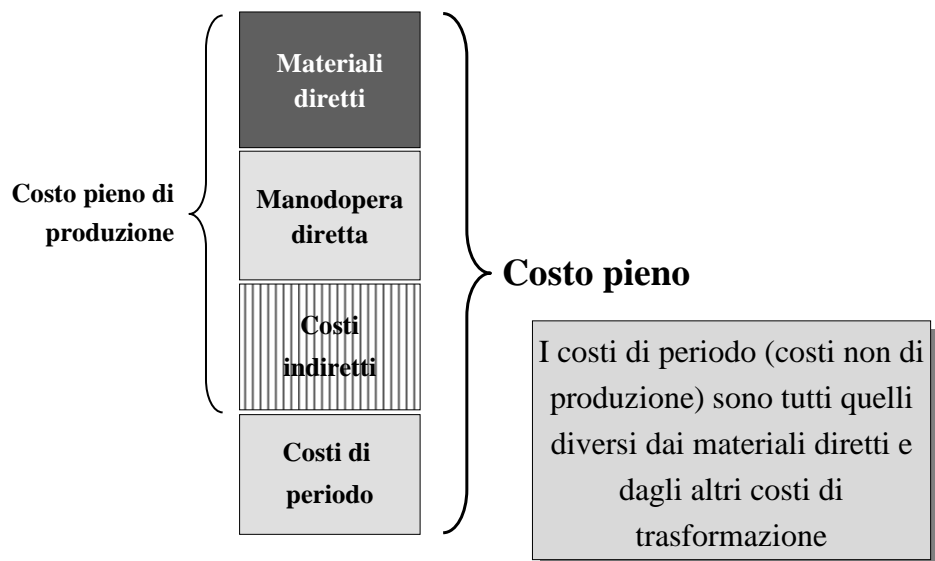 Materiali
diretti
Costo pieno di
produzione
Manodopera
diretta
Costo pieno
Costi
indiretti
I costi di periodo (costi non di
produzione) sono tutti quelli
diversi dai materiali diretti e
dagli altri costi di
trasformazione
Costi di
periodo